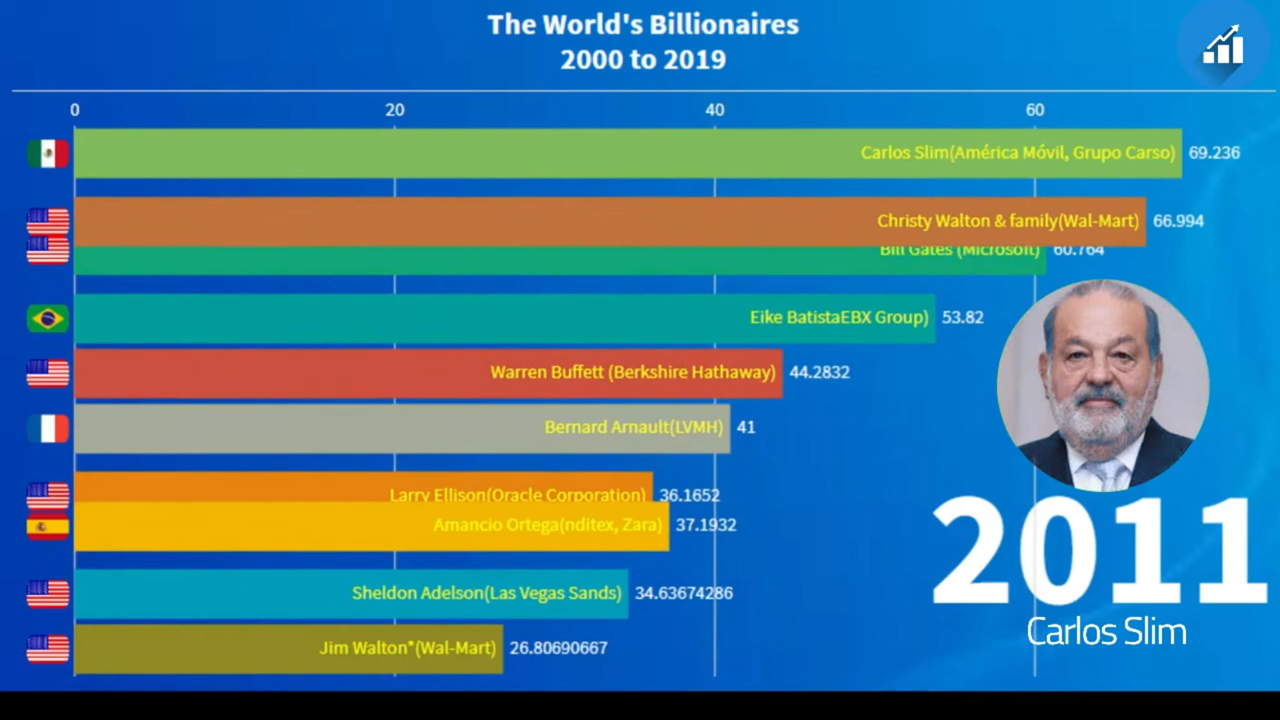 The World's Billionaires
2000 to 2019
0 20 40 60
Carlos Slim(América Móvil, Grupo Carso) 69.236
Christy Walton & family(Wal-Mart) 66.994
Bill Gates (Microsoft) 60.764
Eike BatistaEBX Group) 53.82
Warren Buffett (Berkshire Hathaway) 44.2832
Bernard Arnault(LVMH) 41
Larry Ellison(Oracle Corporation) 36.1652
Amancio Ortega(nditex, Zara) 37.1932
Sheldon Adelson(Las Vegas Sands) 34.63674286
Jim Walton*(Wal-Mart) 26.80690667
2011
Carlos Slim